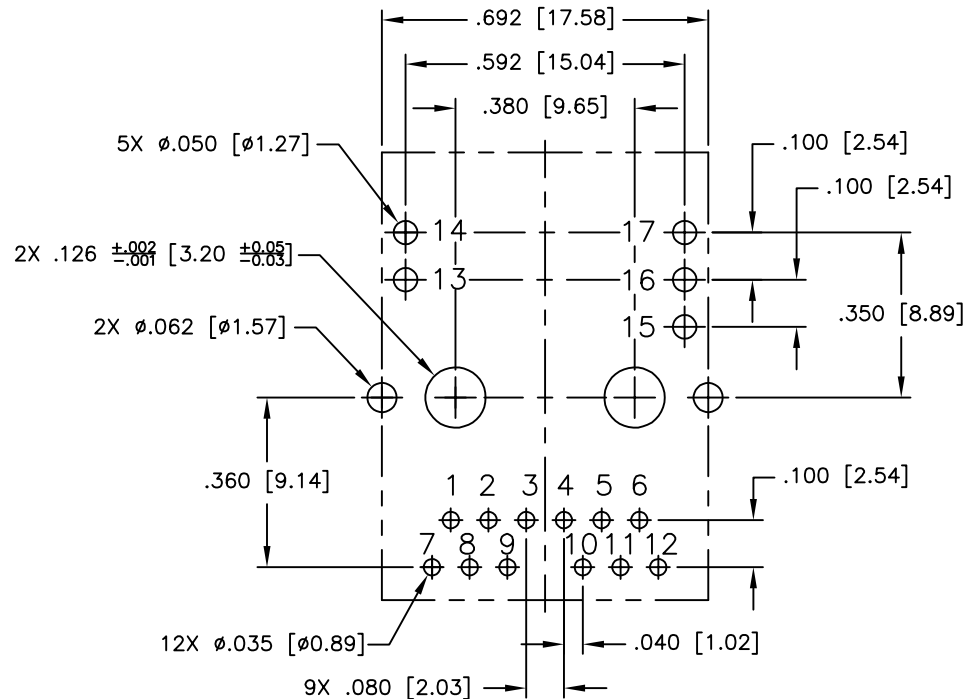 .692 [17.58]
.592 [15.04]
.380 [9.65]
5X ø.050 [ø1.27]
.100 [2.54]
.100 [2.54]
14 17
2X .126 +.002 -.001 [3.20 +0.05 -0.03]
13 16
15
.350 [8.89]
2X ø.062 [ø1.57]
.360 [9.14]
.100 [2.54]
1 2 3 4 5 6
7 8 9 10 11 12
12X ø.035 [ø0.89]
.040 [1.02]
9X .080 [2.03]